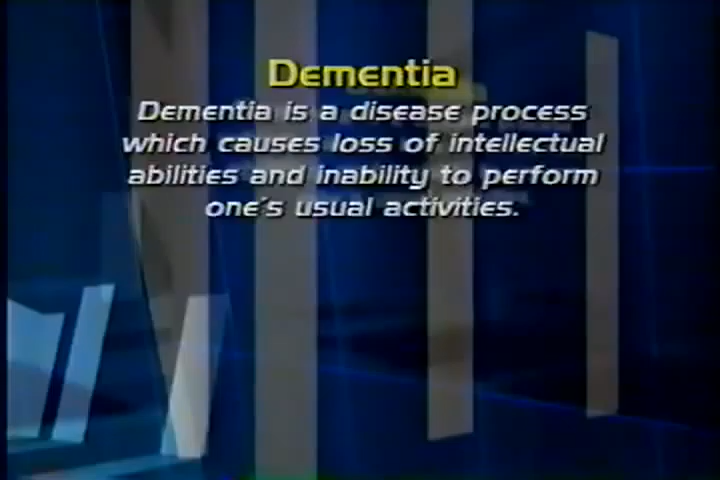 Dementia
Dementia is a disease process
which causes loss of intellectual
abilities and inability to perform
one's usual activities.